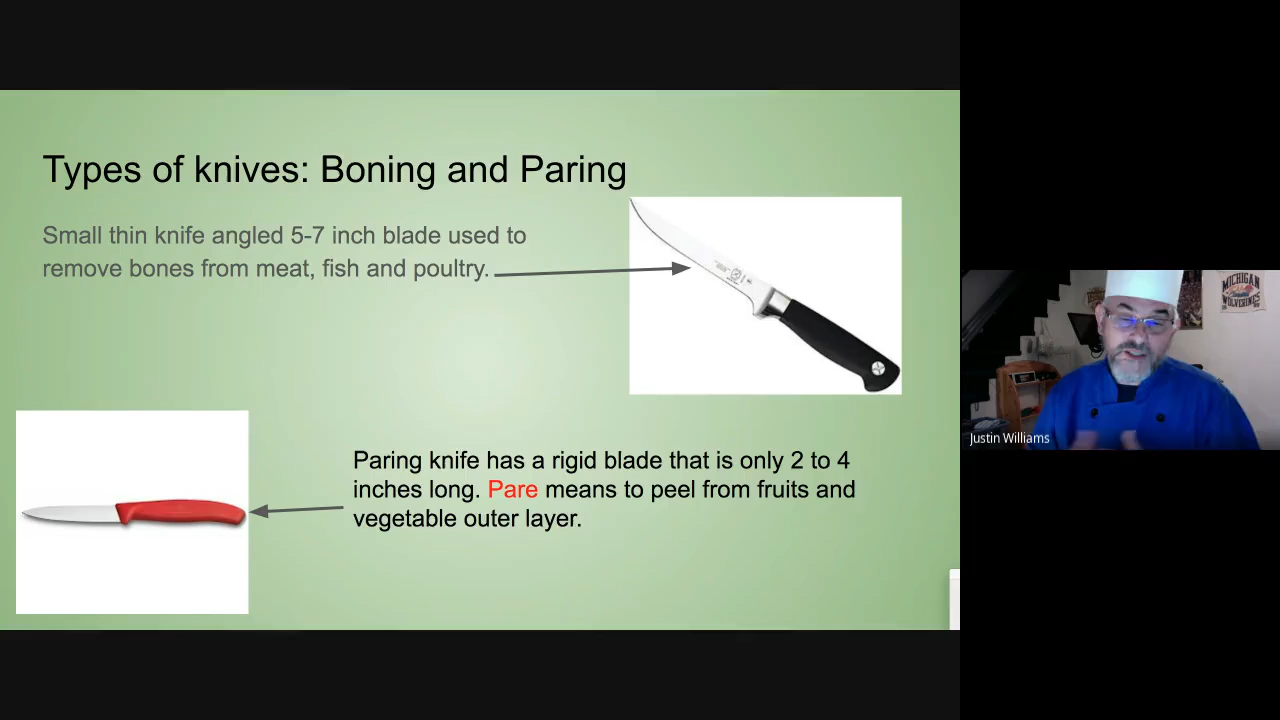 Types of knives: Boning and Paring
Small thin knife angled 5-7 inch blade used to
remove bones from meat, fish and poultry.
Paring knife has a rigid blade that is only 2 to 4
inches long. Pare means to peel from fruits and
vegetable outer layer.
MICHIGAN
WOLVERINES
Justin Williams